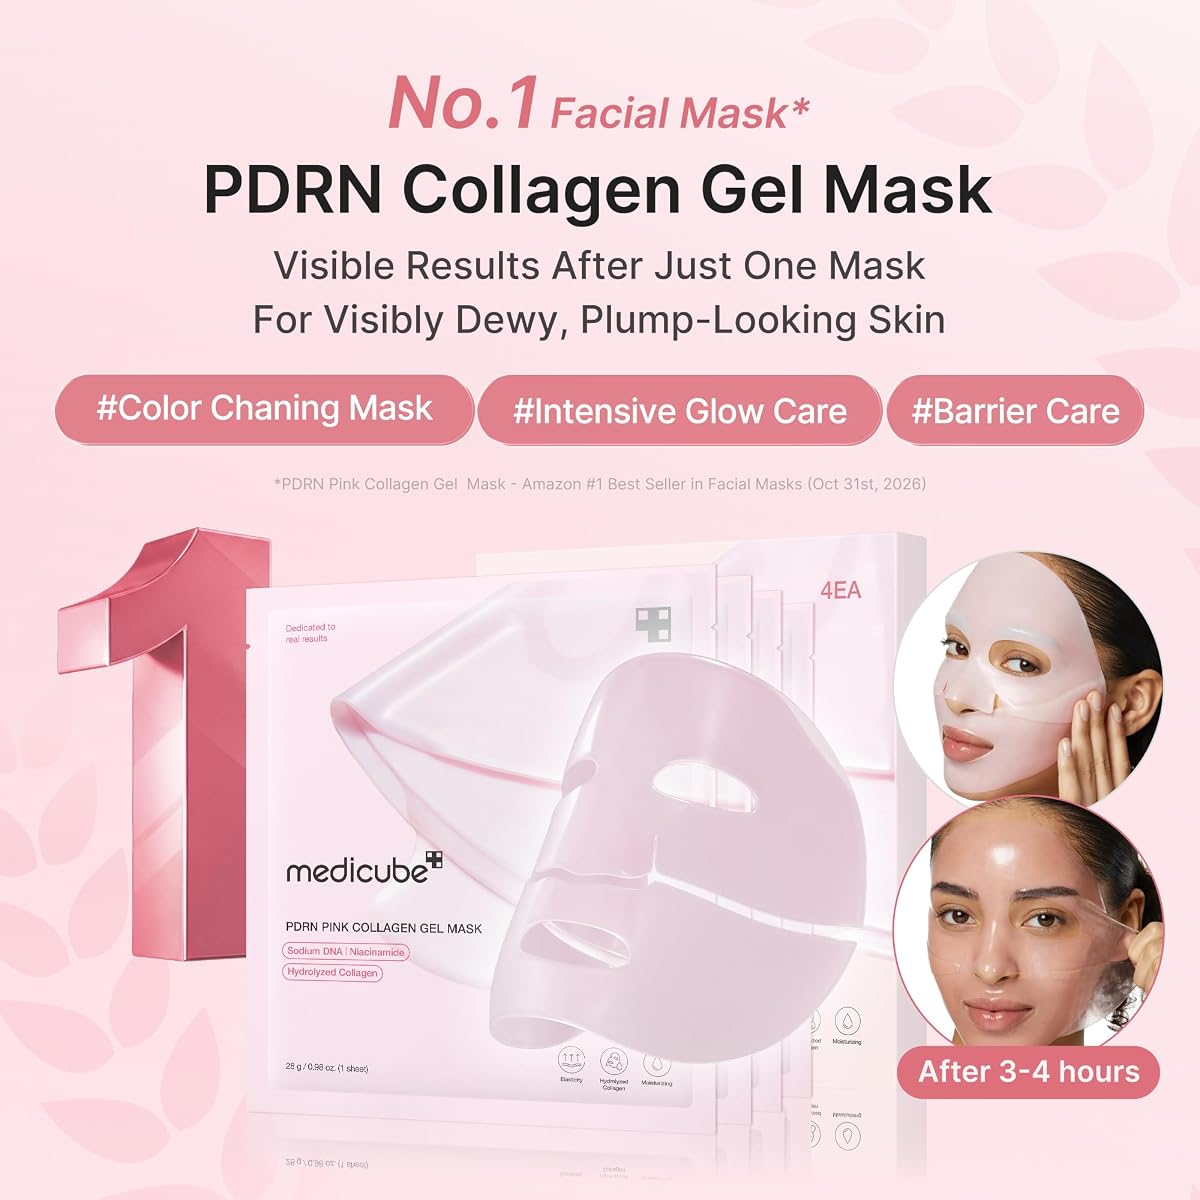 No.1 Facial Mask*
PDRN Collagen Gel Mask
Visible Results After Just One Mask
For Visibly Dewy, Plump-Looking Skin
#Color Chaning Mask
#Intensive Glow Care
#Barrier Care
*PDRN Pink Collagen Gel Mask - Amazon #1 Best Seller in Facial Masks (Oct 31st, 2026)
1
4EA
Dedicated to
real results
medicube
PDRN PINK COLLAGEN GEL MASK
Sodium DNA | Niacinamide
Hydrolyzed Collagen
28 g / 0.98 oz. (1 sheet)
Elasticity
Hydrolyzed
Collagen
Moisturizing
Moisturizing
After 3-4 hours